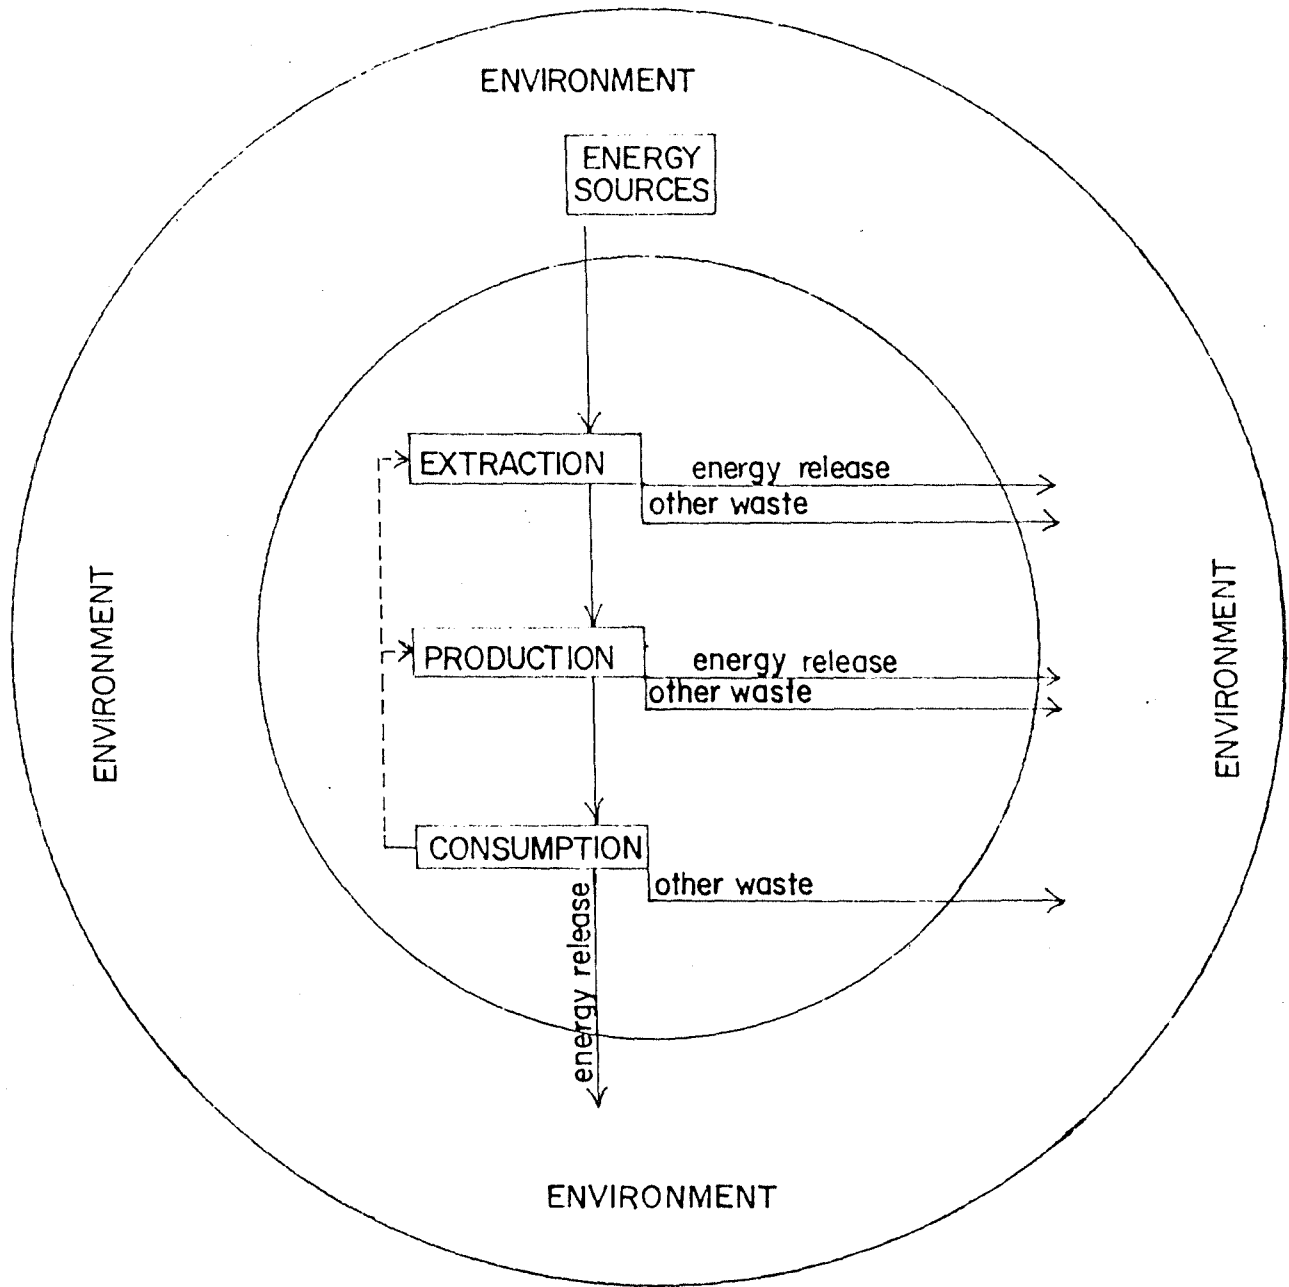 ENVIRONMENT
ENERGY
SOURCES
EXTRACTION
energy release
other waste
ENVIRONMENT
ENVIRONMENT
PRODUCTION
energy release
other waste
CONSUMPTION
other waste
energy release
ENVIRONMENT